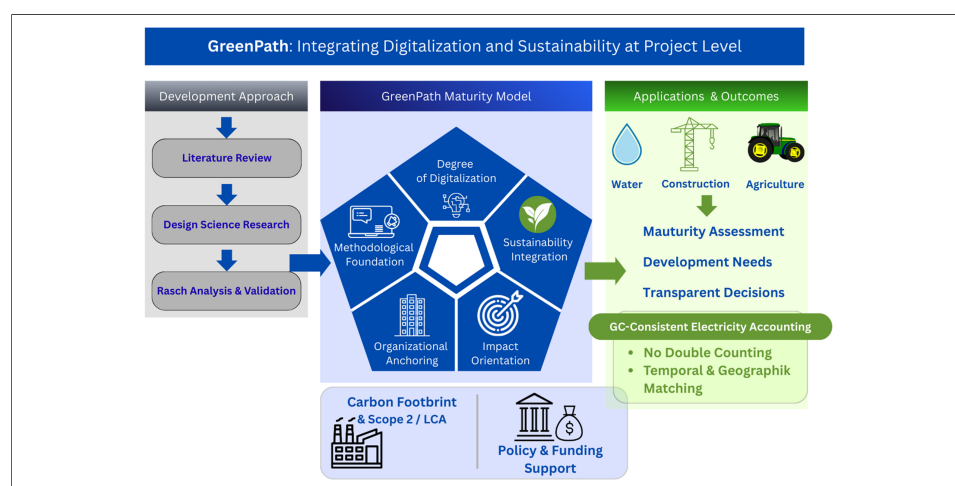 GreenPath: Integrating Digitalization and Sustainability at Project Level
Development Approach
Literature Review
Design Science Research
Rasch Analysis & Validation
GreenPath Maturity Model
Degree
of Digitalization
Methodological
Foundation
Sustainability
Integration
Organizational
Anchoring
Impact
Orientation
Carbon Footbrint
& Scope 2 / LCA
$
Policy & Funding
Support
Applications & Outcomes
Water
Construction
Agriculture
Mauturity Assessment
Development Needs
Transparent Decisions
GC-Consistent Electricity Accounting
• No Double Counting
• Temporal & Geographik
Matching